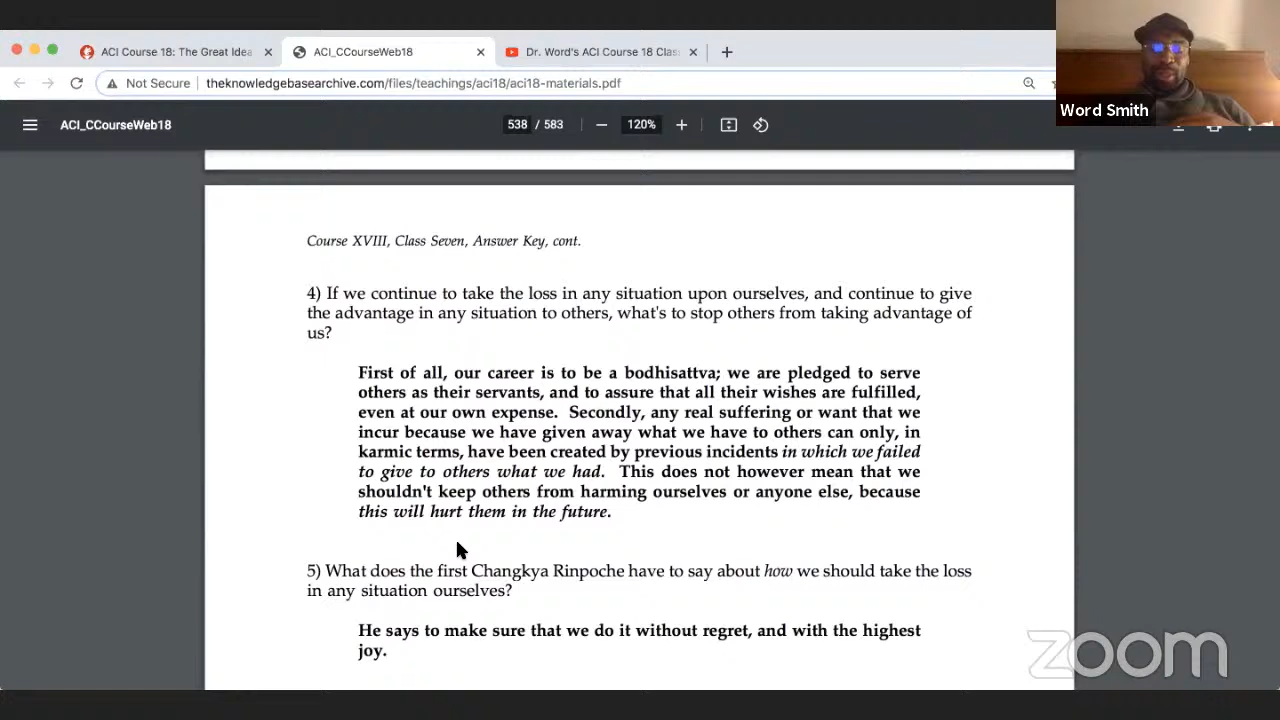 ACI Course 18: The Great Idea
ACI_CCourseWeb18
Dr. Word's ACI Course 18 Clas
Not Secure
theknowledgebasearchive.com/files/teachings/aci18/aci18-materials.pdf
Word Smith
ACI_CCourseWeb18
538 / 583
120%
Course XVIII, Class Seven, Answer Key, cont.
4) If we continue to take the loss in any situation upon ourselves, and continue to give
the advantage in any situation to others, what's to stop others from taking advantage of
us?
First of all, our career is to be a bodhisattva; we are pledged to serve
others as their servants, and to assure that all their wishes are fulfilled,
even at our own expense. Secondly, any real suffering or want that we
incur because we have given away what we have to others can only, in
karmic terms, have been created by previous incidents in which we failed
to give to others what we had. This does not however mean that we
shouldn't keep others from harming ourselves or anyone else, because
this will hurt them in the future.
5) What does the first Changkya Rinpoche have to say about how we should take the loss
in any situation ourselves?
He says to make sure that we do it without regret, and with the highest
joy.
zoom